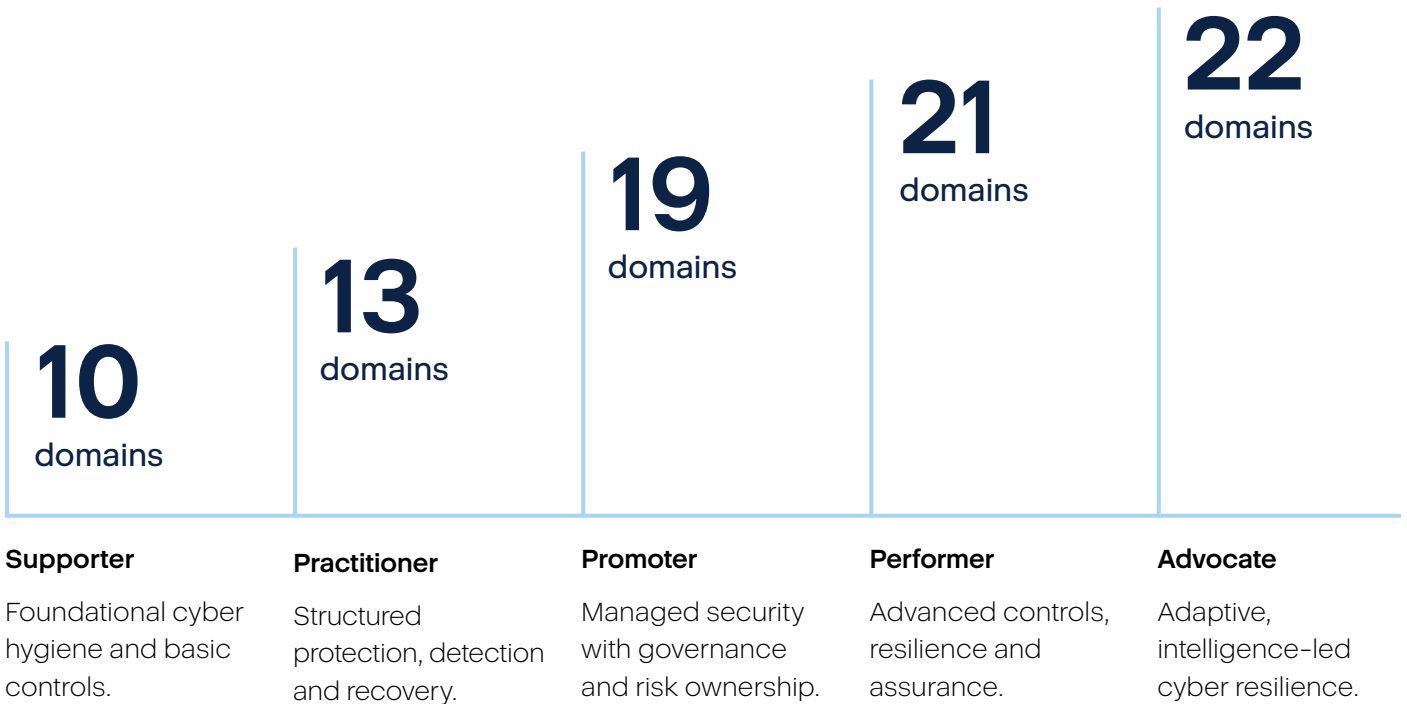 10
domains
13
domains
19
domains
21
domains
22
domains
Supporter
Foundational cyber
hygiene and basic
controls.
Practitioner
Structured
protection, detection
and recovery.
Promoter
Managed security
with governance
and risk ownership.
Performer
Advanced controls,
resilience and
assurance.
Advocate
Adaptive,
intelligence-led
cyber resilience.